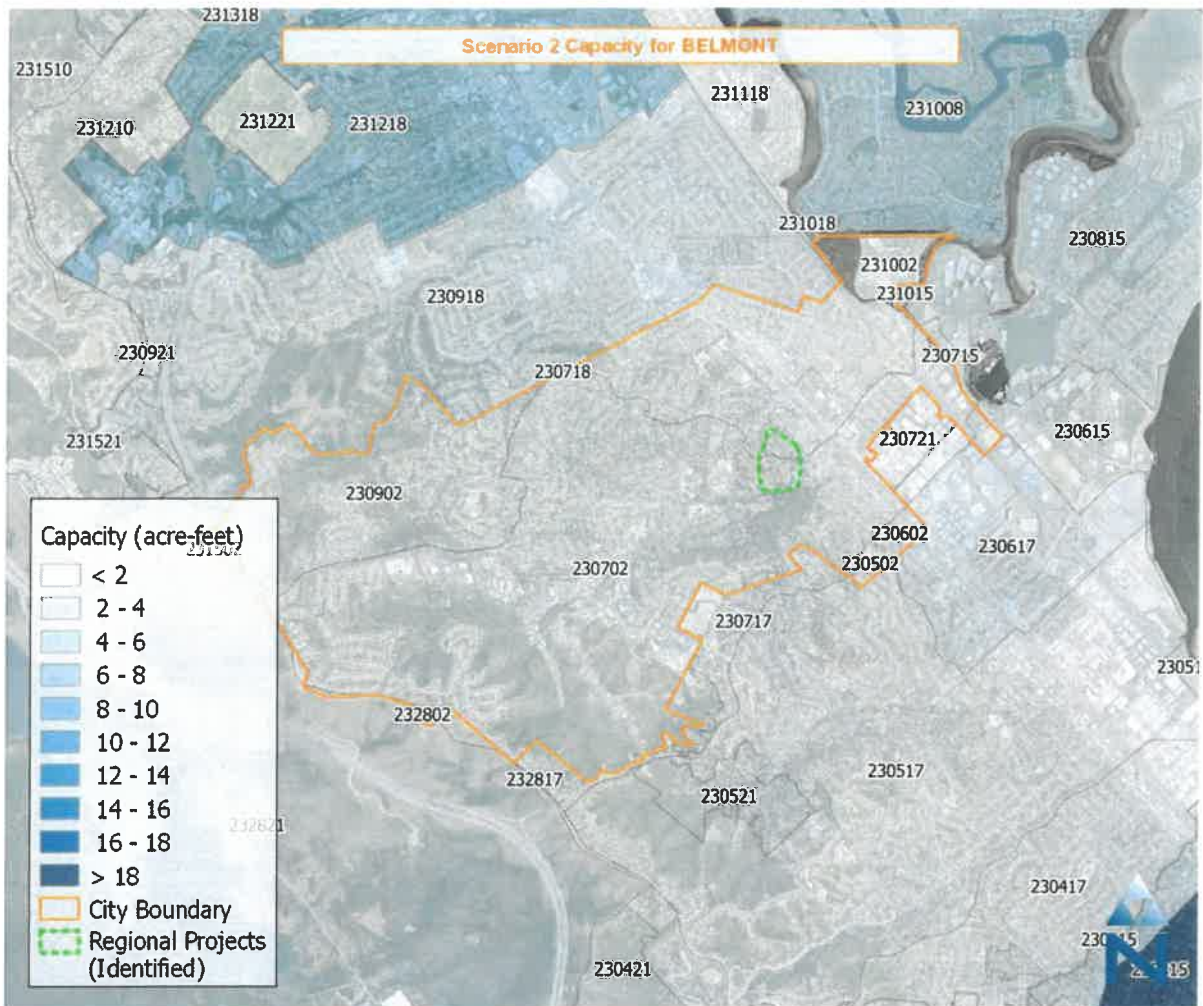 231318
Scenario 2 Capacity for BELMONT
231510
231118
231008
231210
231221
231218
231018
230815
231002
231015
230918
230921
230715
230718
231521
230721
230615
230902
230602
230617
230502
230702
230717
Capacity (acre-feet)
< 2
2 - 4
4 - 6
6 - 8
8 - 10
10 - 12
12 - 14
14 - 16
16 - 18
> 18
City Boundary
Regional Projects
(Identified)
23051
232802
232817
230517
230521
232621
230417
230421
N